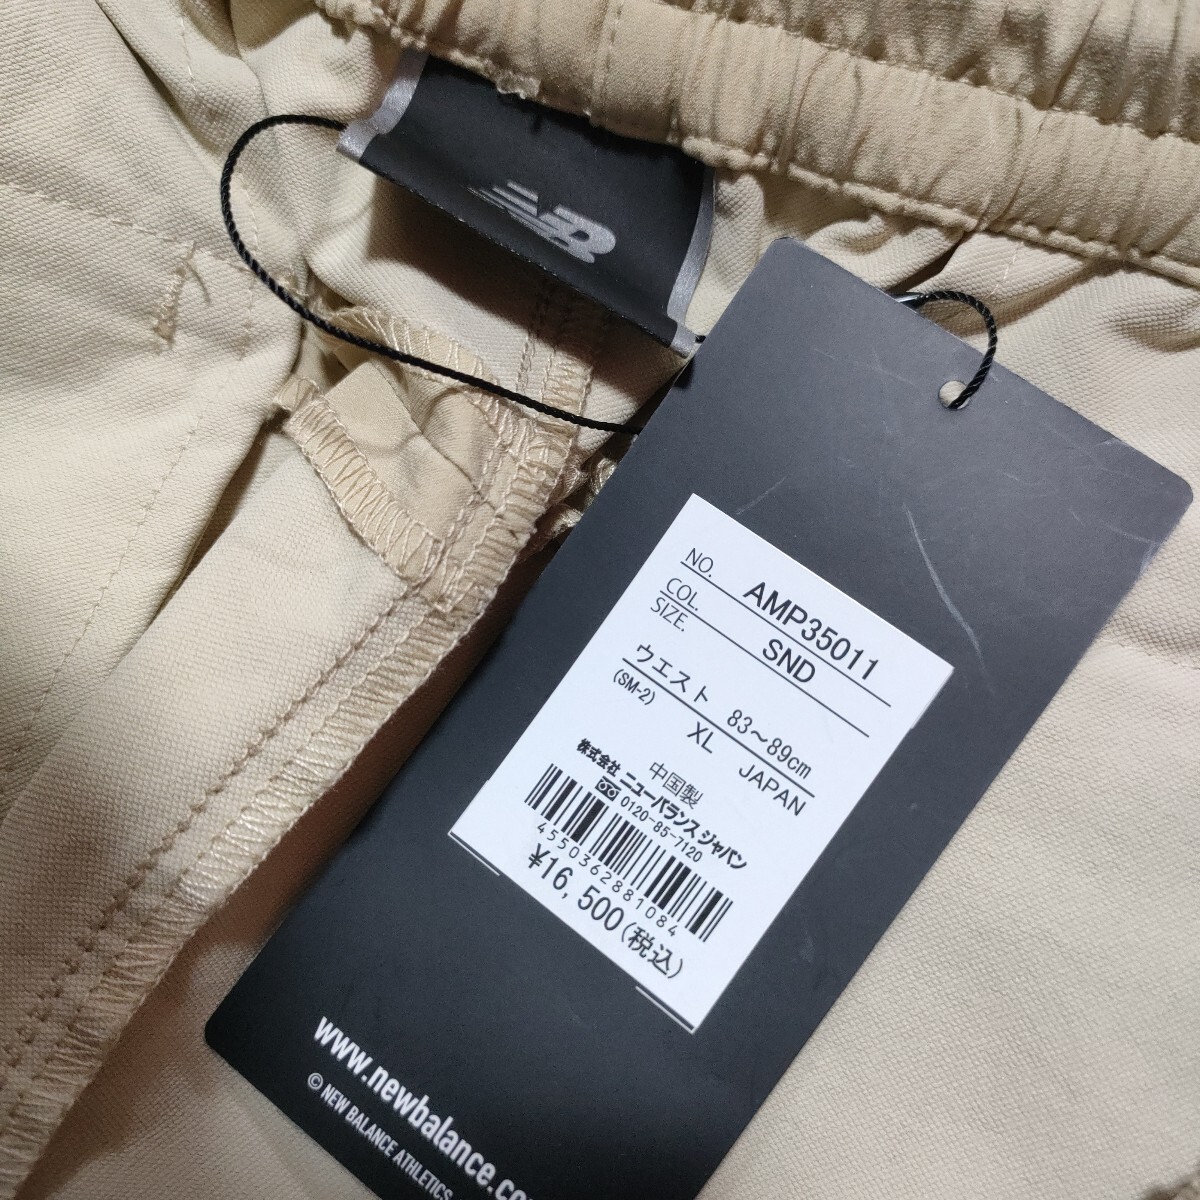 NB
NO. AMP35011
COL. SND
SIZE.
ウエスト 83～89cm
(SM-2) XL JAPAN
中国製
株式会社 ニューバランス ジャパン
0120-85-7120
4550362881084
¥16,500(税込)
www.newbalance.co
© NEW BALANCE ATHLETICS